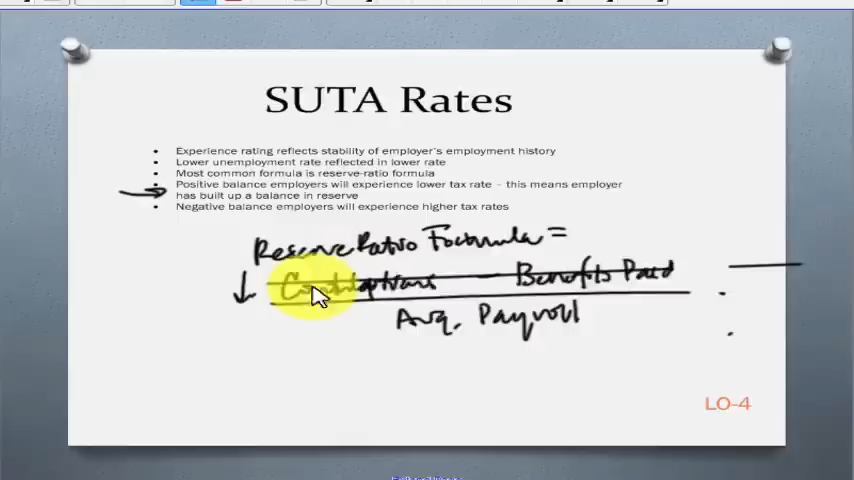 SUTA Rates
• Experience rating reflects stability of employer's employment history
• Lower unemployment rate reflected in lower rate
• Most common formula is reserve-ratio formula
• Positive balance employers will experience lower tax rate - this means employer
has built up a balance in reserve
• Negative balance employers will experience higher tax rates
Reserve Ratio Formula =
Contributions - Benefits Paid
Avg. Payroll
LO-4